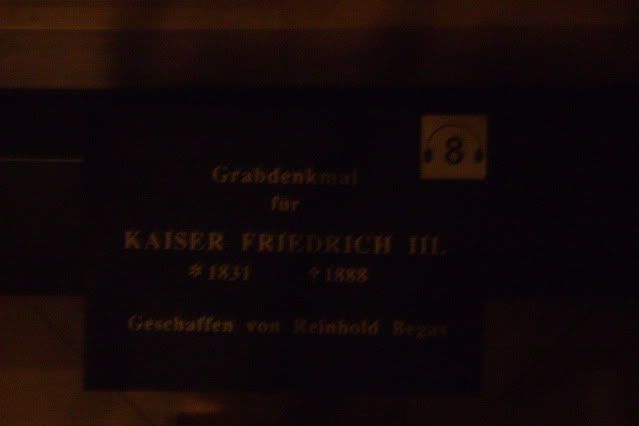 8
Grabdenkmal
für
KAISER FRIEDRICH III.
* 1831 † 1888
Geschaffen von Reinhold Begas